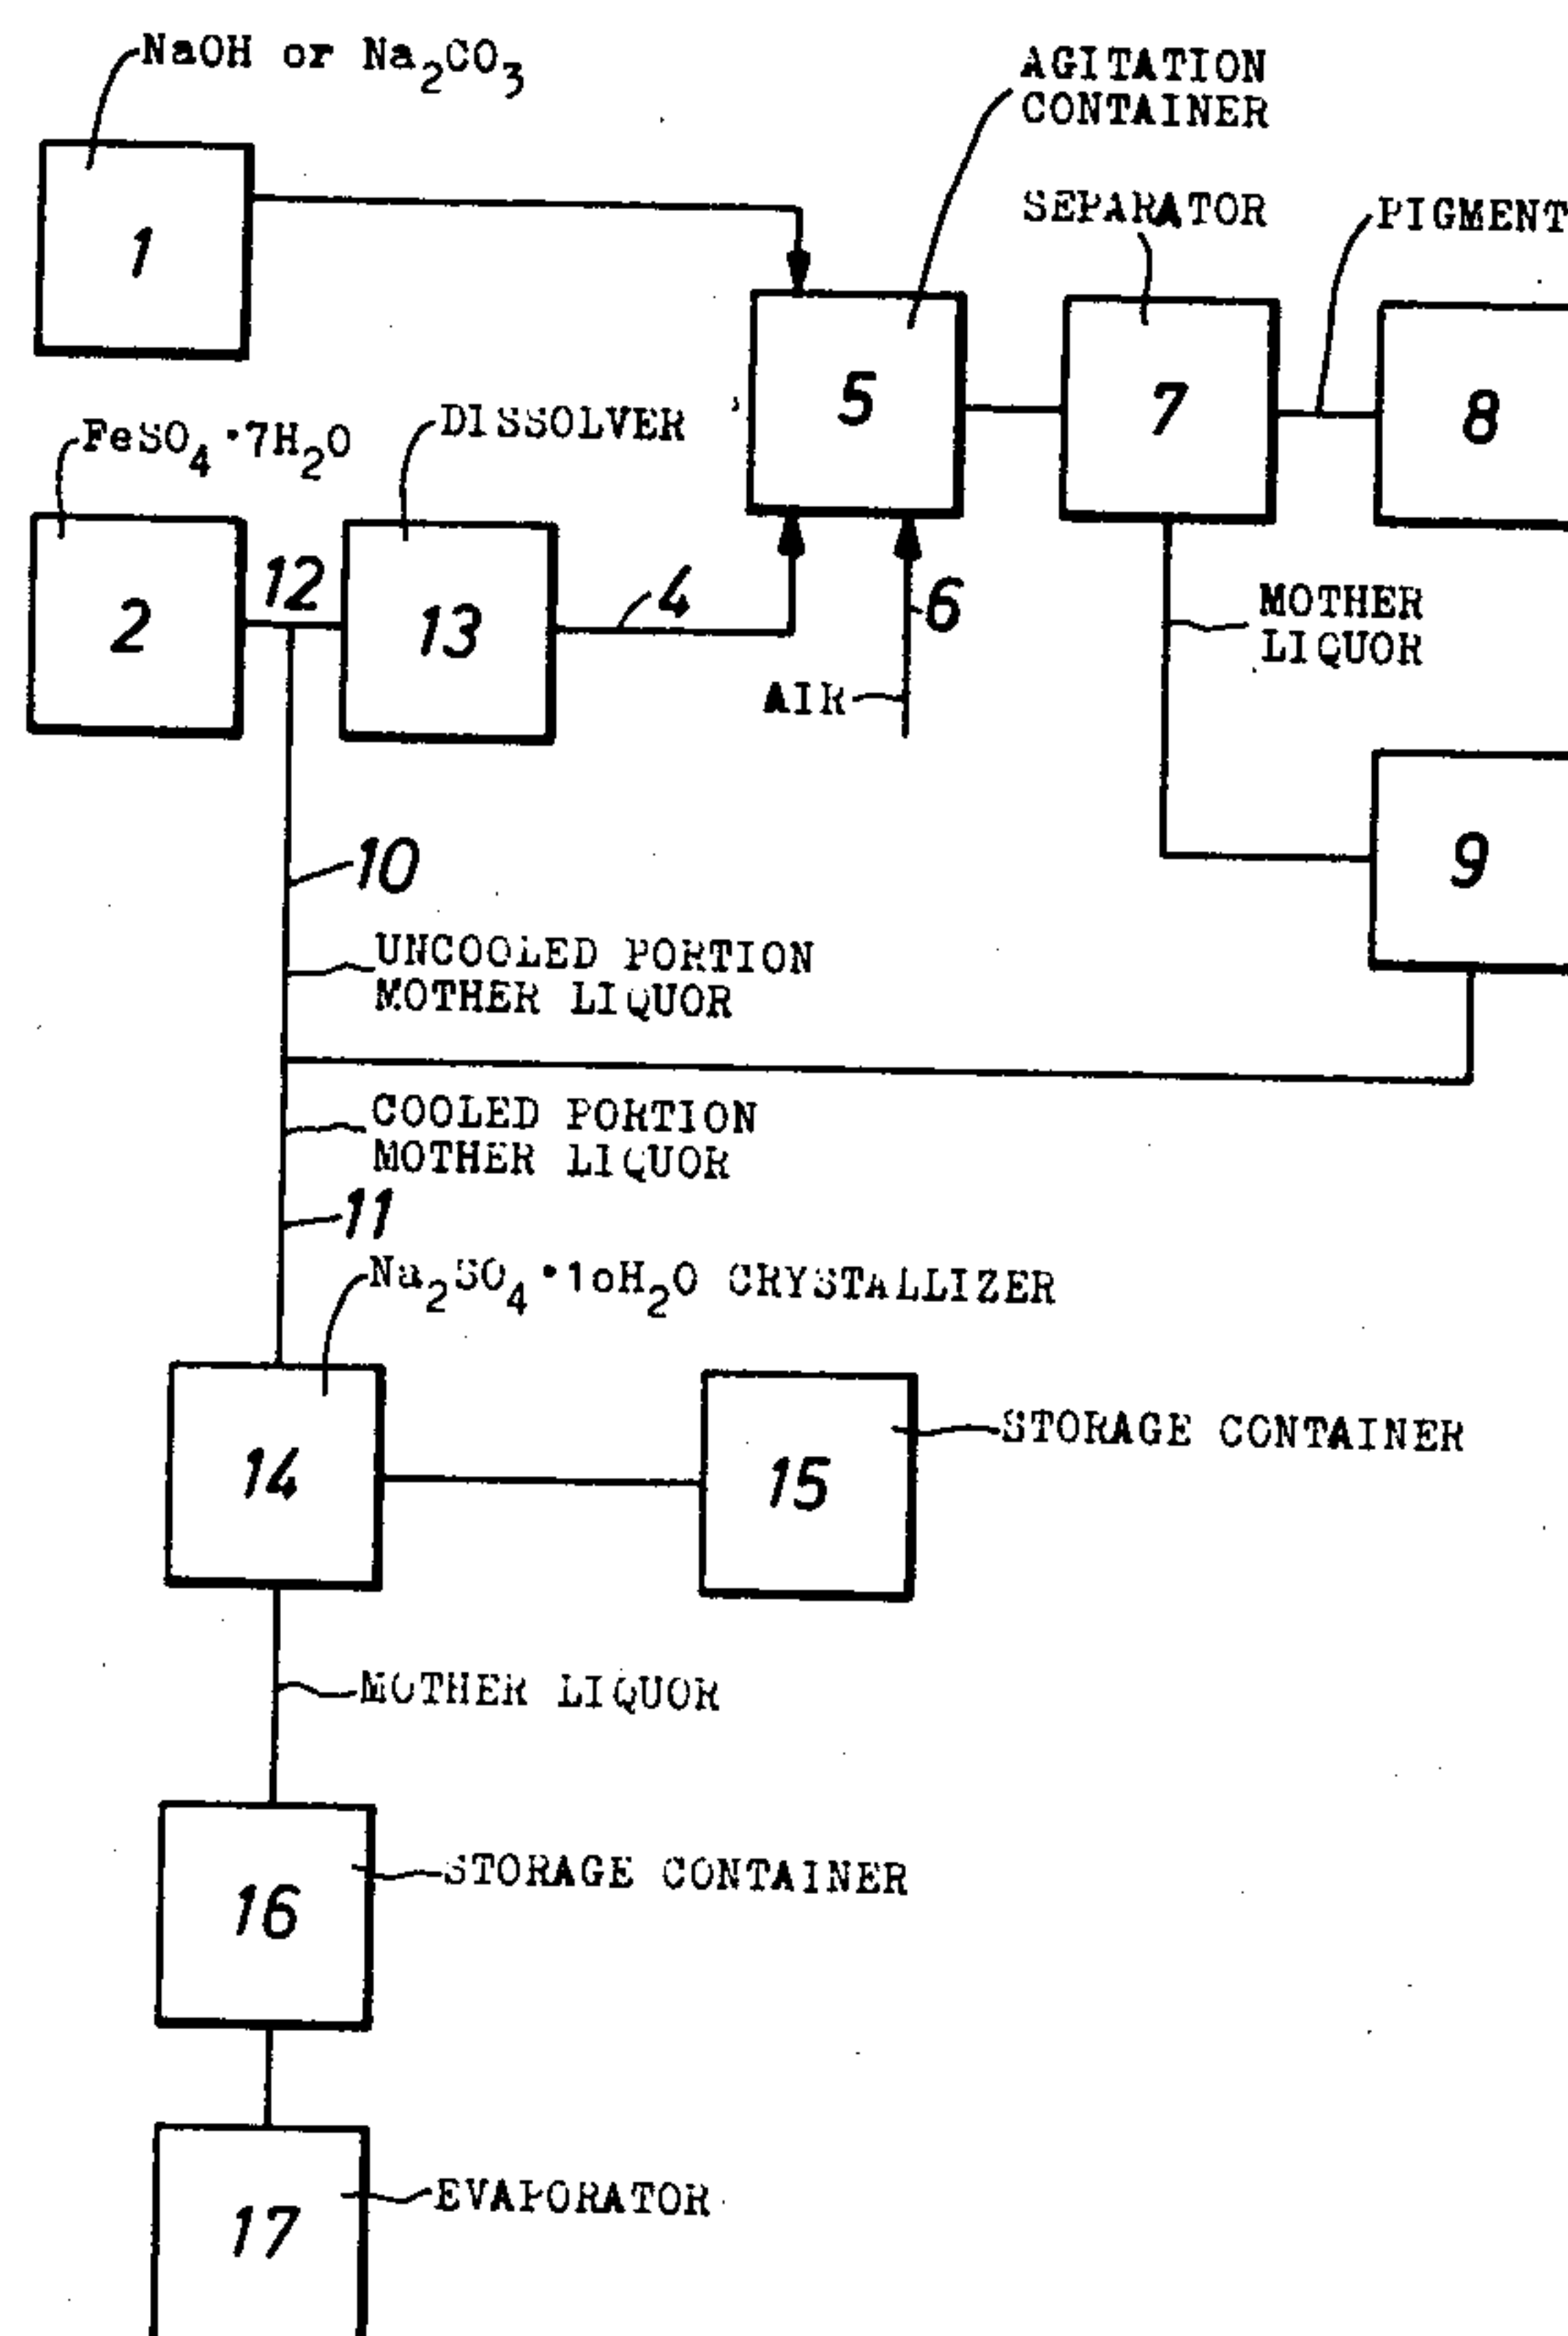 NaOH or Na₂CO₃
AGITATION
CONTAINER
SEPARATOR
PIGMENT
1
5
7
8
FeSO₄•7H₂O
DISSOLVER
2
12
13
4
6
AIR
MOTHER
LIQUOR
9
10
UNCOOLED PORTION
MOTHER LIQUOR
COOLED PORTION
MOTHER LIQUOR
11
Na₂SO₄•1oH₂O CRYSTALLIZER
14
15
STORAGE CONTAINER
MOTHER LIQUOR
16
STORAGE CONTAINER
17
EVAPORATOR